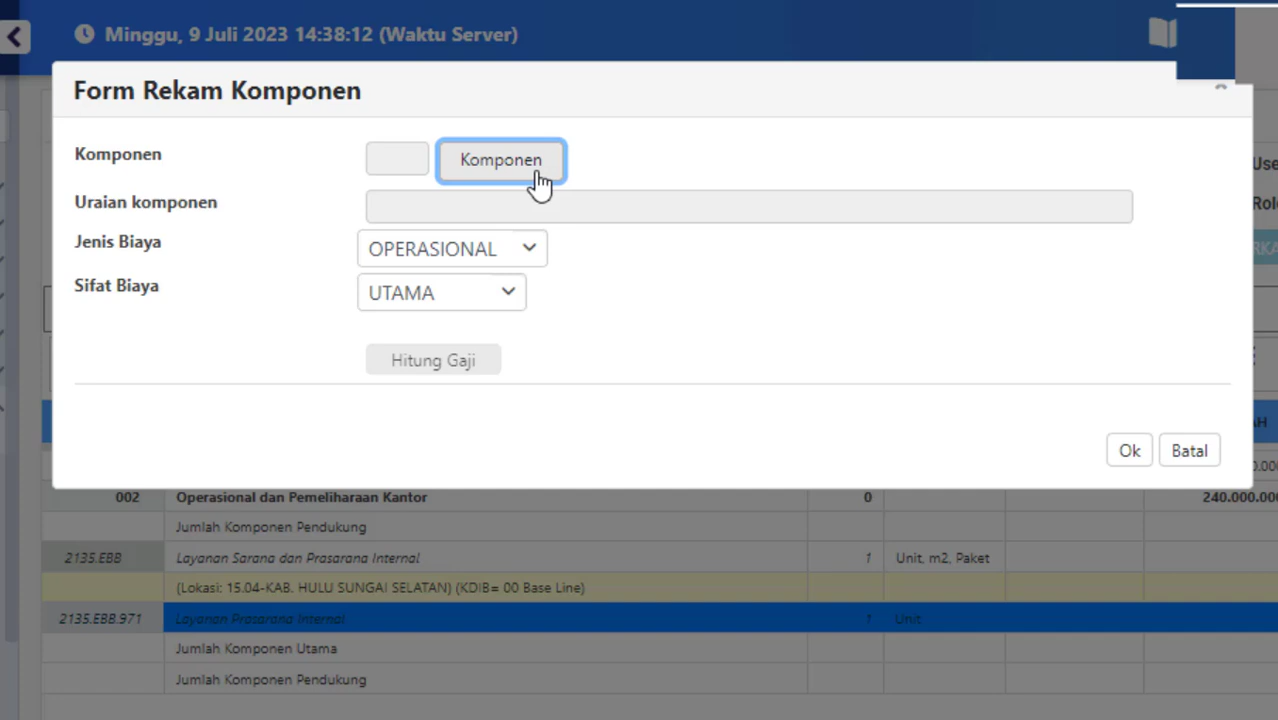 Minggu, 9 Juli 2023 14:38:12 (Waktu Server)
Form Rekam Komponen
Komponen Komponen
Uraian komponen
Jenis Biaya OPERASIONAL
Sifat Biaya UTAMA
Hitung Gaji
Ok Batal
002 Operasional dan Pemeliharaan Kantor 0 240.000.000
Jumlah Komponen Pendukung
2135.EBB Layanan Sarana dan Prasarana Internal 1 Unit, m2, Paket
(Lokasi: 15.04-KAB. HULU SUNGAI SELATAN) (KDIB= 00 Base Line)
2135.EBB.971 Layanan Prasarana Internal 1 Unit
Jumlah Komponen Utama
Jumlah Komponen Pendukung